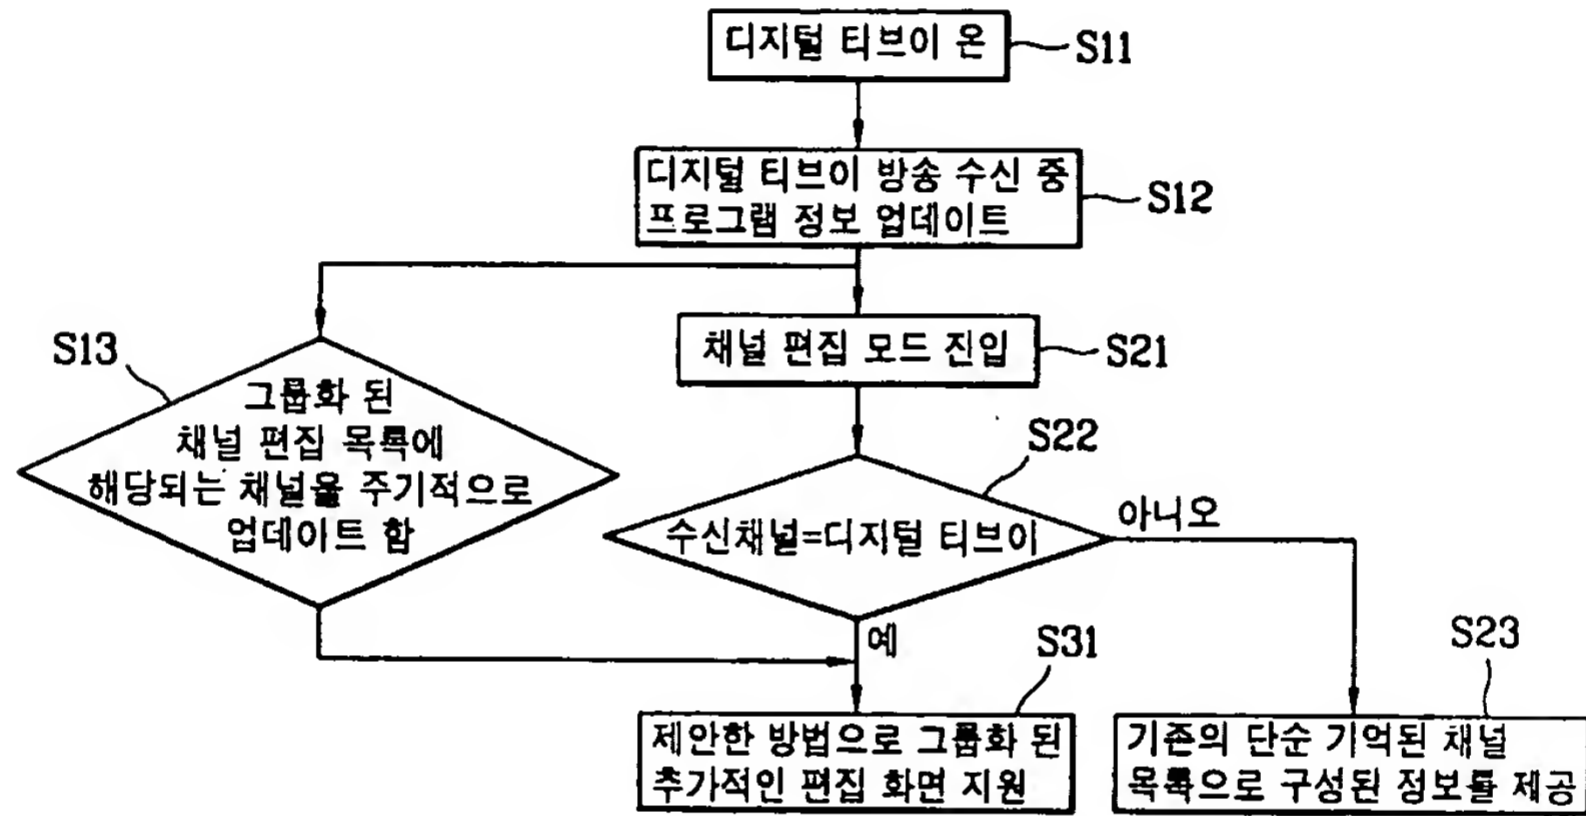 디지털 티브이 온
S11
디지털 티브이 방송 수신 중
프로그램 정보 업데이트
S12
S13
그룹화 된
채널 편집 목록에
해당되는 채널을 주기적으로
업데이트 함
채널 편집 모드 진입
S21
S22
수신채널=디지털 티브이
아니오
예
S31
제안한 방법으로 그룹화 된
추가적인 편집 화면 지원
S23
기존의 단순 기억된 채널
목록으로 구성된 정보를 제공